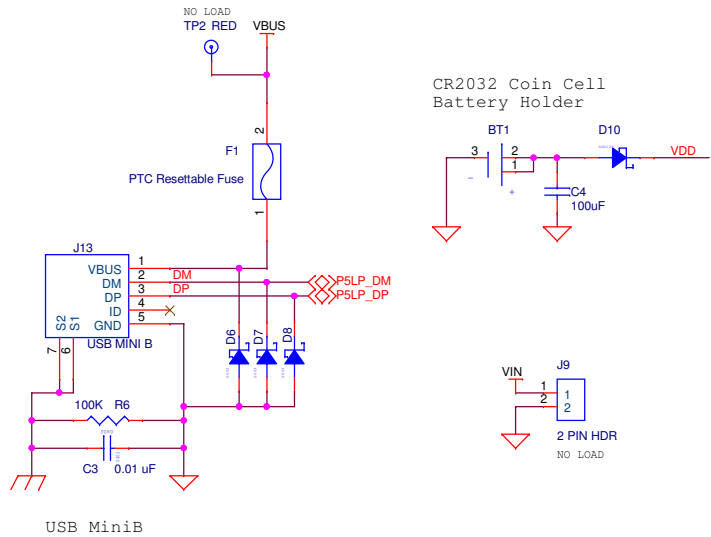 NO LOAD
TP2 RED
VBUS
2
F1
PTC Resettable Fuse
1
J13
VBUS
DM
DP
ID
GND
S2
S1
USB MINI B
1
2
3
4
5
7
6
DM
DP
P5LP_DM
P5LP_DP
D6
D7
D8
100K R6
C3 0.01 uF
USB MiniB
CR2032 Coin Cell
Battery Holder
BT1
3
2
1
-
+
D10
VDD
C4
100uF
VIN
J9
1
2
1
2
2 PIN HDR
NO LOAD